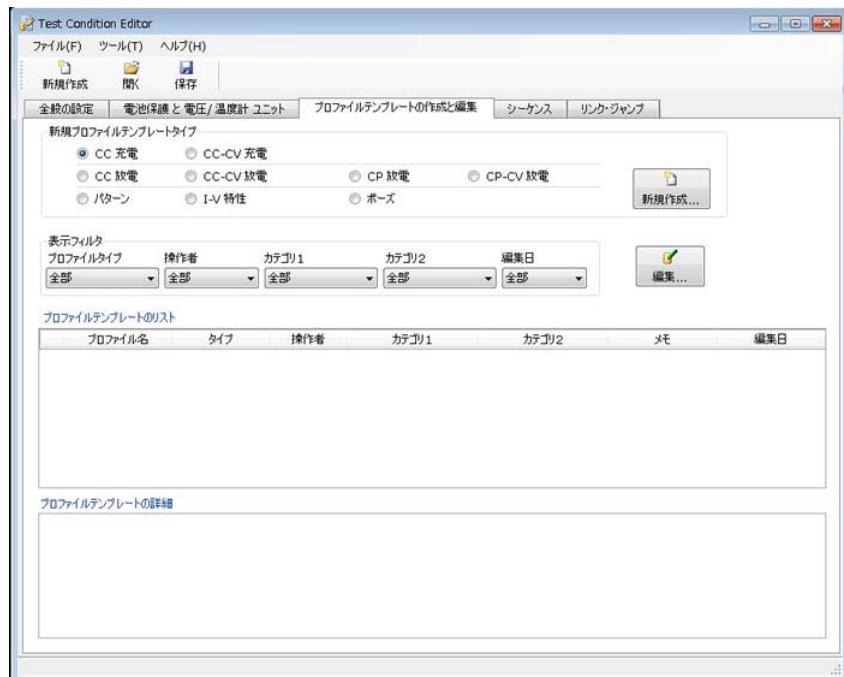 Test Condition Editor
ファイル(F) ツール(T) ヘルプ(H)
新規作成 開く 保存
全般の設定 電池保護 と 電圧/ 温度計 ユニット プロファイルテンプレートの作成と編集 シーケンス リンク・ジャンプ
新規プロファイルテンプレートタイプ
CC 充電 CC-CV 充電
CC 放電 CC-CV 放電 CP 放電 CP-CV 放電
パターン I-V 特性 ポーズ
新規作成...
表示フィルタ
プロファイルタイプ 操作者 カテゴリ1 カテゴリ2 編集日
全部 全部 全部 全部 全部
編集...
プロファイルテンプレートのリスト
プロファイル名 タイプ 操作者 カテゴリ1 カテゴリ2 メモ 編集日
プロファイルテンプレートの詳細